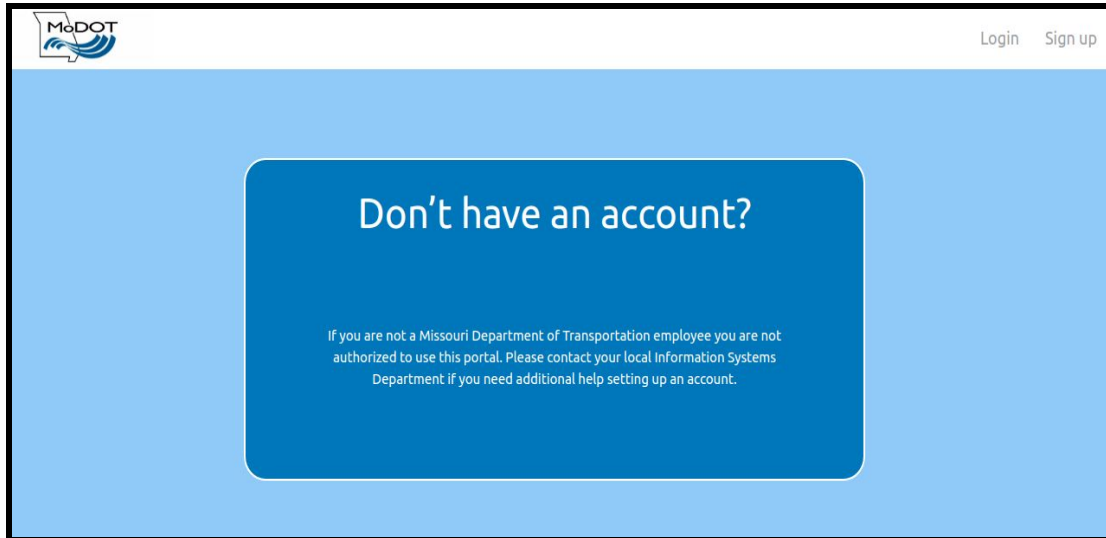 MoDOT
Login Sign up
Don't have an account?
If you are not a Missouri Department of Transportation employee you are not
authorized to use this portal. Please contact your local Information Systems
Department if you need additional help setting up an account.